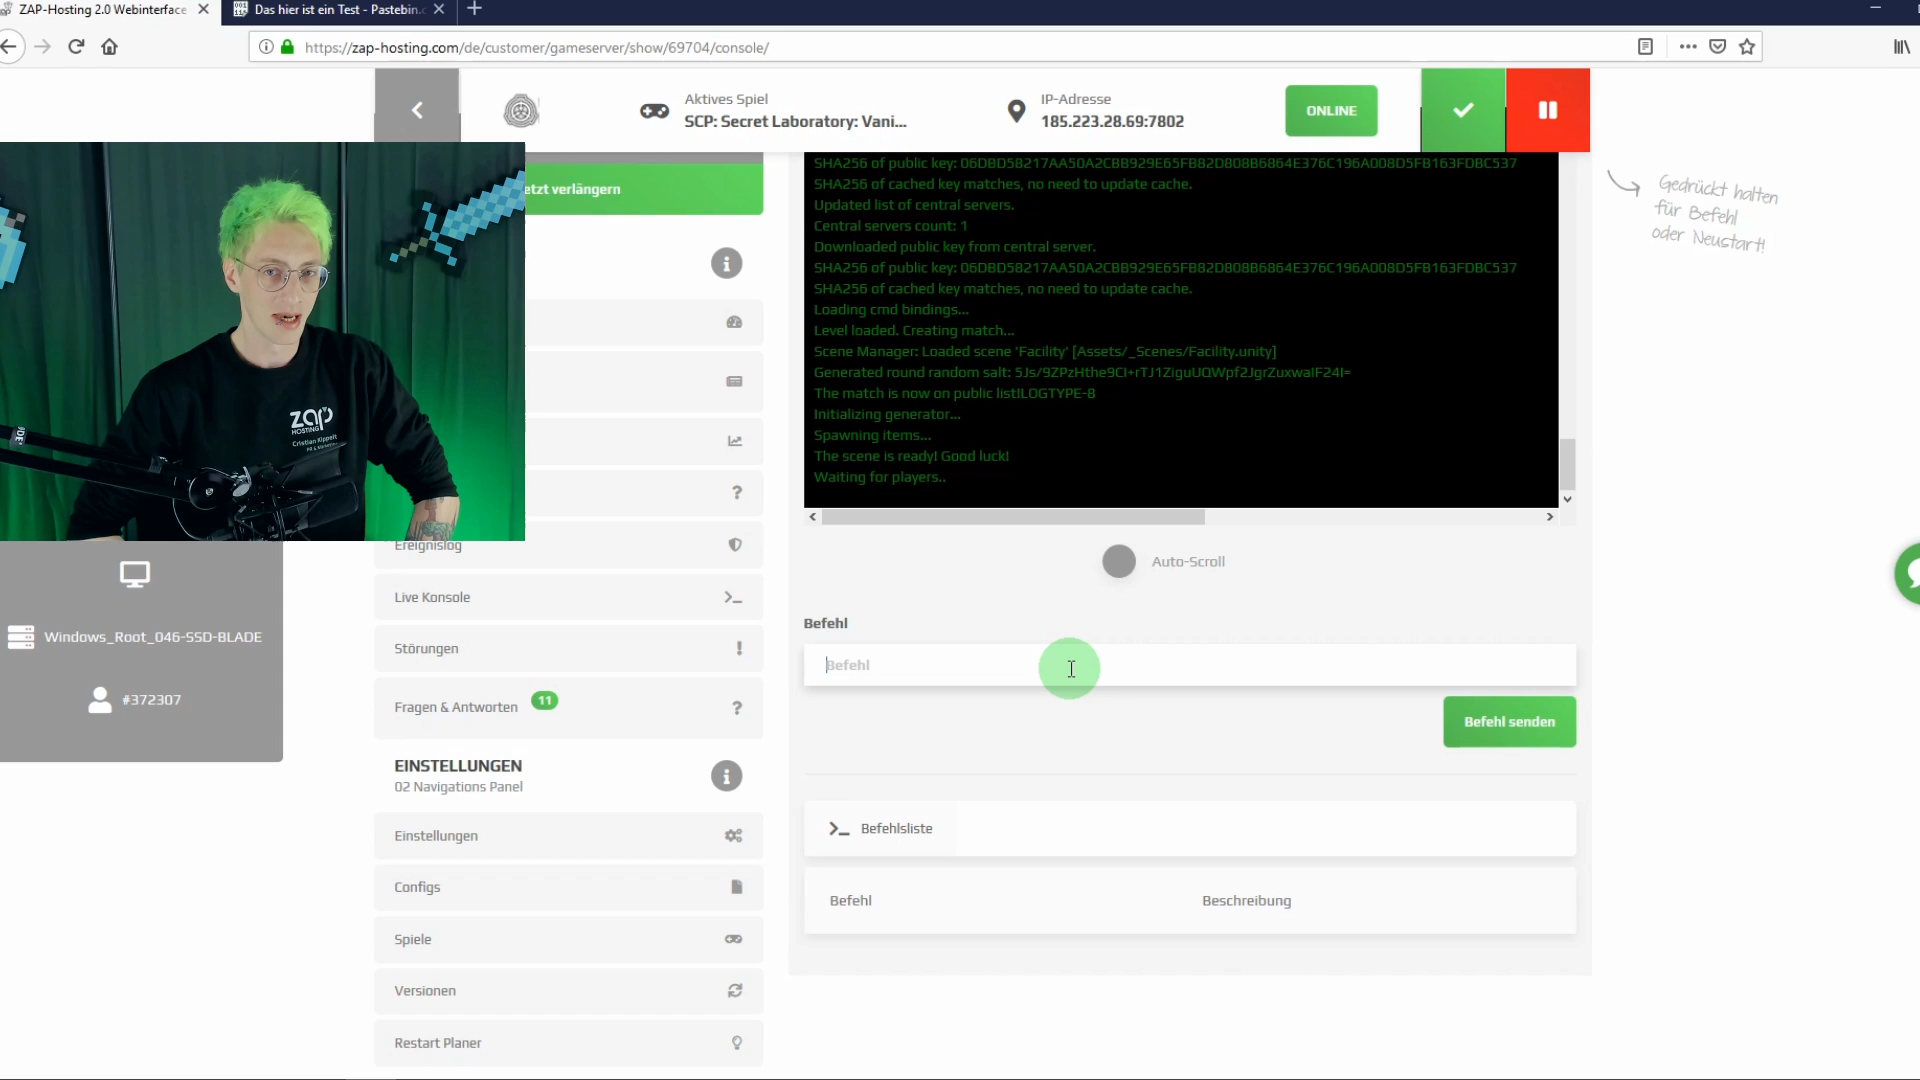 ZAP-Hosting 2.0 Webinterface
Das hier ist ein Test - Pastebin.c
https://zap-hosting.com/de/customer/gameserver/show/69704/console/
Aktives Spiel
SCP: Secret Laboratory: Vani...
IP-Adresse
185.223.28.69:7802
ONLINE
Gedrückt halten
für Befehl
oder Neustart!
etzt verlängern
SHA256 of public key: 06DBD58217AA50A2CBB929E65FB82D808B6864E376C196A008D5FB163FDBC537
SHA256 of cached key matches, no need to update cache.
Updated list of central servers.
Central servers count: 1
Downloaded public key from central server.
SHA256 of public key: 06DBD58217AA50A2CBB929E65FB82D808B6864E376C196A008D5FB163FDBC537
SHA256 of cached key matches, no need to update cache.
Loading cmd bindings...
Level loaded. Creating match...
Scene Manager: Loaded scene 'Facility' [Assets/_Scenes/Facility.unity]
Generated round random salt: 5Js/9ZPzHthe9CI+rTJ1ZiguUQWpf2JgrZuxwaIF24I=
The match is now on public list!LOGTYPE-8
Initializing generator...
Spawning items...
The scene is ready! Good luck!
Waiting for players..
zap
HOSTING
Cristian Kippelt
PR & Marketing
Auto-Scroll
Befehl
Befehl
Befehl senden
Befehlsliste
Befehl
Beschreibung
Ereignislog
Live Konsole
Störungen
Fragen & Antworten 11
EINSTELLUNGEN
02 Navigations Panel
Einstellungen
Configs
Spiele
Versionen
Restart Planer
Windows_Root_046-SSD-BLADE
#372307